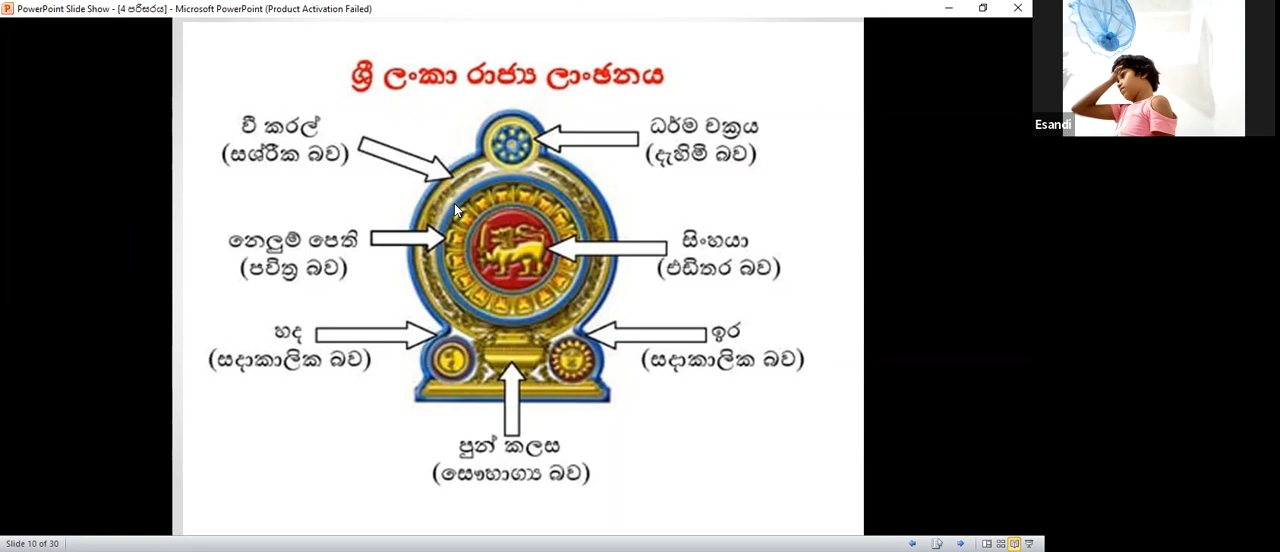 PowerPoint Slide Show - [4 පරිසරය] - Microsoft PowerPoint (Product Activation Failed)
Esandi
ශ්‍රී ලංකා රාජ්‍ය ලාංඡනය
වී කරල්
(සශ්රීක බව)
ධර්ම චක්‍රය
(දැහිමි බව)
නෙලුම් පෙති
(පවිත්‍ර බව)
සිංහයා
(එඩිතර බව)
හද
(සදාකාලික බව)
ඉර
(සදාකාලික බව)
පුන් කලස
(සෞභාග්‍ය බව)
Slide 10 of 30